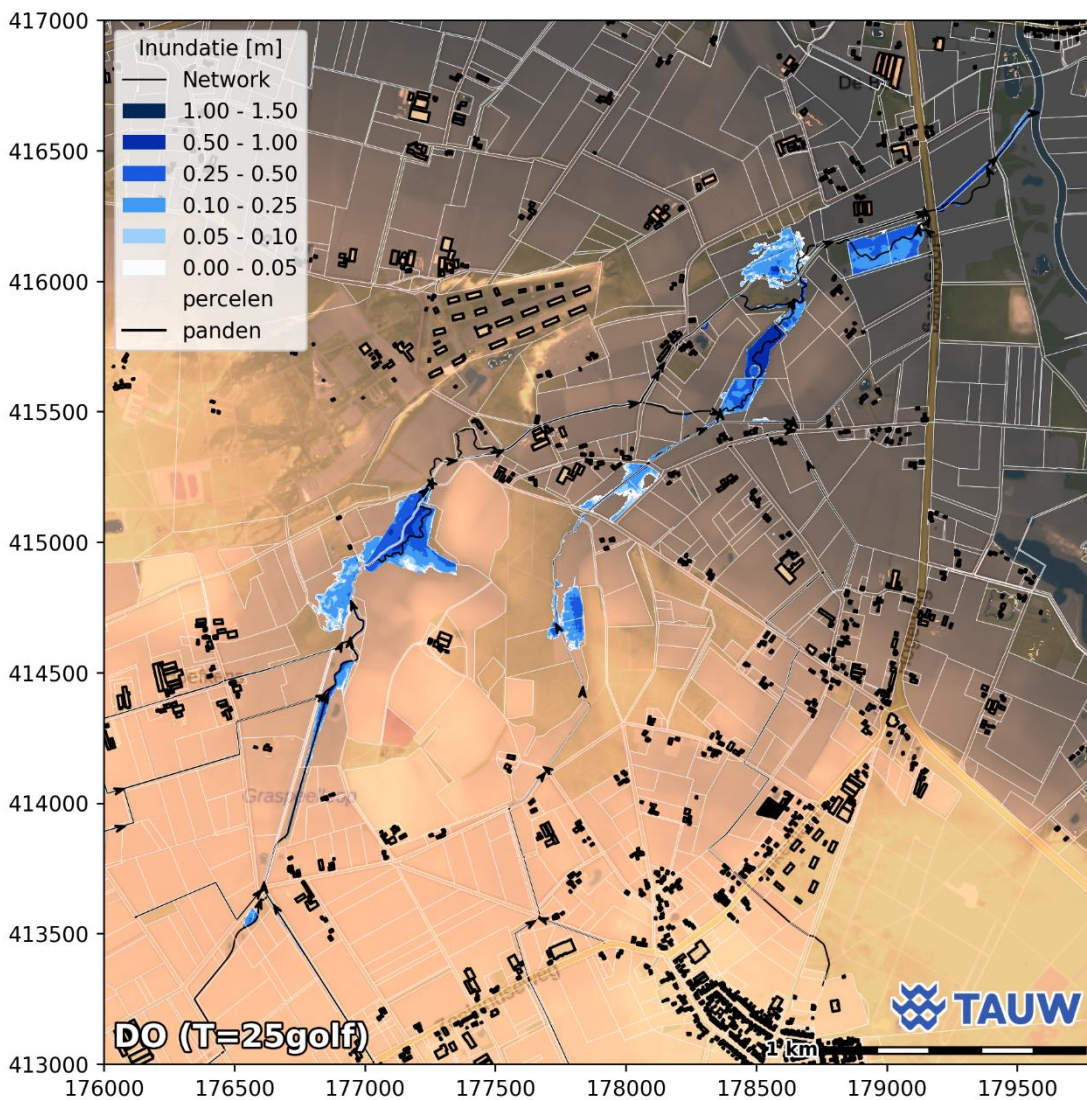 417000
416500
416000
415500
415000
414500
414000
413500
413000
Inundatie [m]
Network
1.00 - 1.50
0.50 - 1.00
0.25 - 0.50
0.10 - 0.25
0.05 - 0.10
0.00 - 0.05
percelen
panden
Graspeelloop
DO (T=25golf)
TAUW
1 km
176000 176500 177000 177500 178000 178500 179000 179500